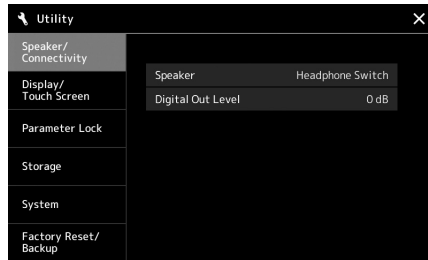 Utility
Speaker/
Connectivity
Speaker Headphone Switch
Digital Out Level 0 dB
Display/
Touch Screen
Parameter Lock
Storage
System
Factory Reset/
Backup